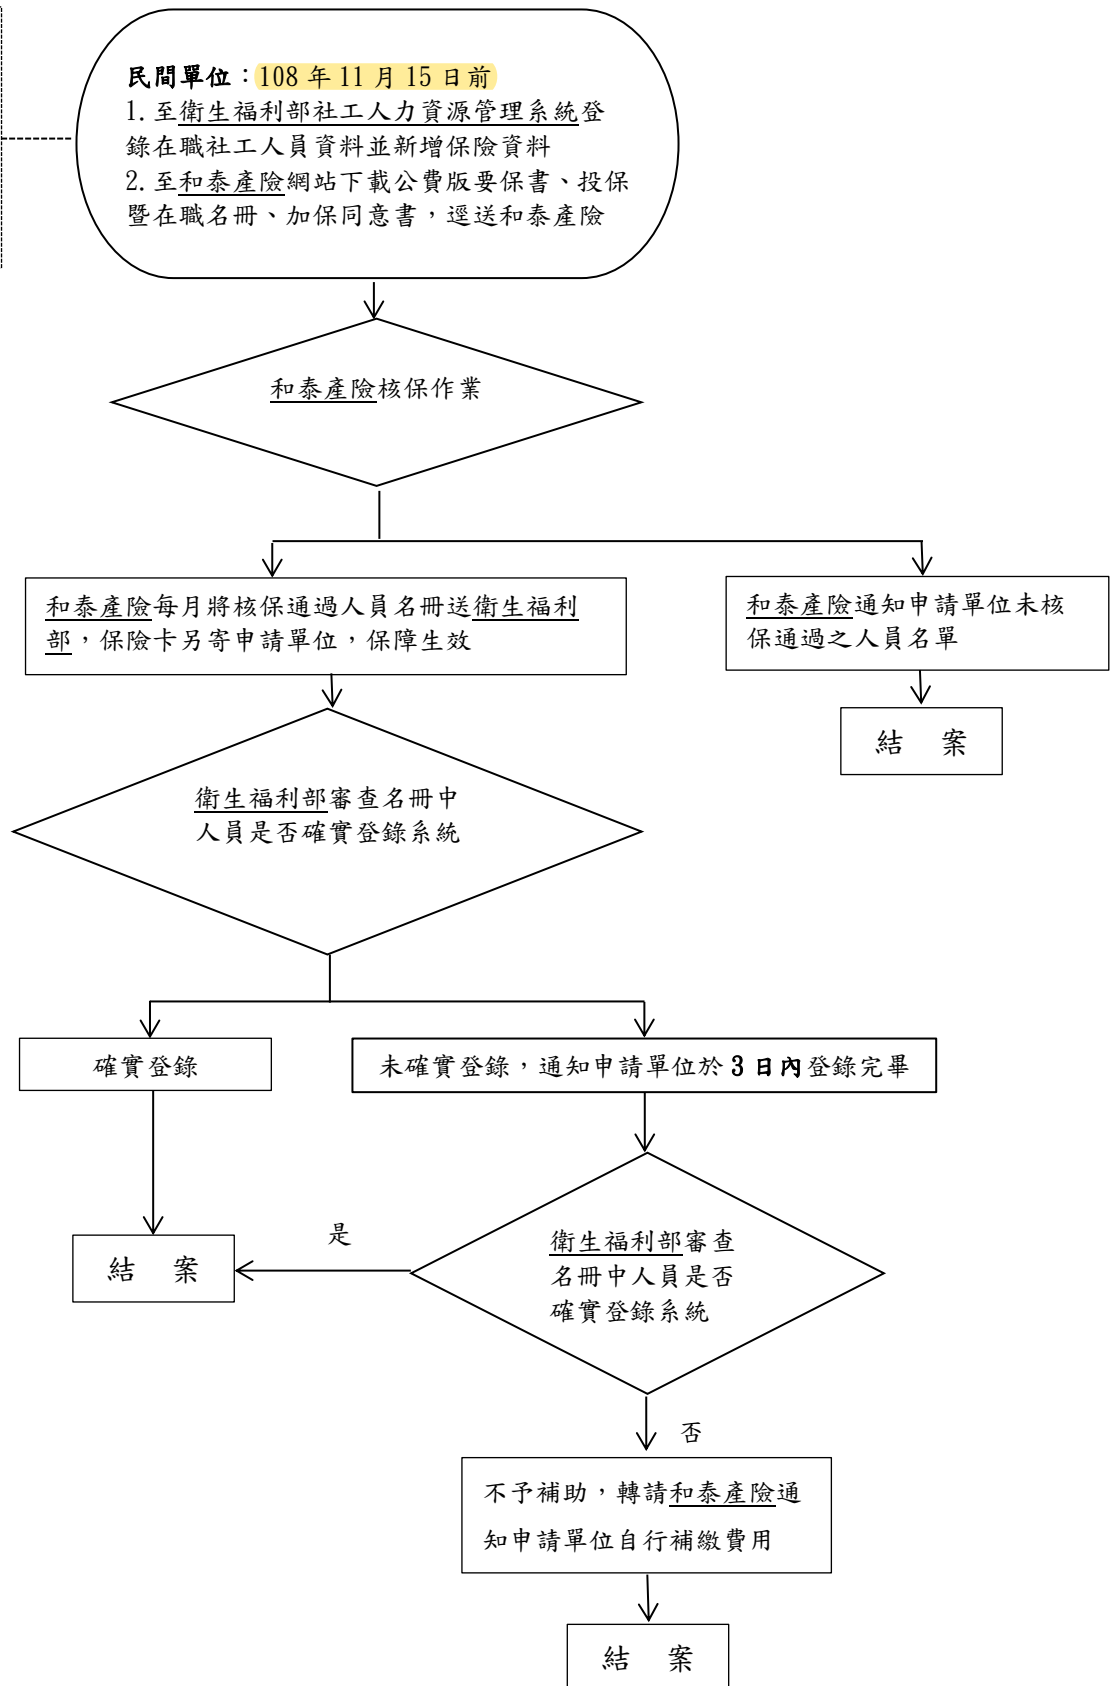 民間單位：108 年 11 月 15 日前
1. 至衛生福利部社工人力資源管理系統登
錄在職社工人員資料並新增保險資料
2. 至和泰產險網站下載公費版要保書、投保
暨在職名冊、加保同意書，逕送和泰產險
和泰產險核保作業
和泰產險每月將核保通過人員名冊送衛生福利
部，保險卡另寄申請單位，保障生效
和泰產險通知申請單位未核
保通過之人員名單
結 案
衛生福利部審查名冊中
人員是否確實登錄系統
確實登錄
未確實登錄，通知申請單位於 3 日內登錄完畢
是
結 案
衛生福利部審查
名冊中人員是否
確實登錄系統
否
不予補助，轉請和泰產險通
知申請單位自行補繳費用
結 案